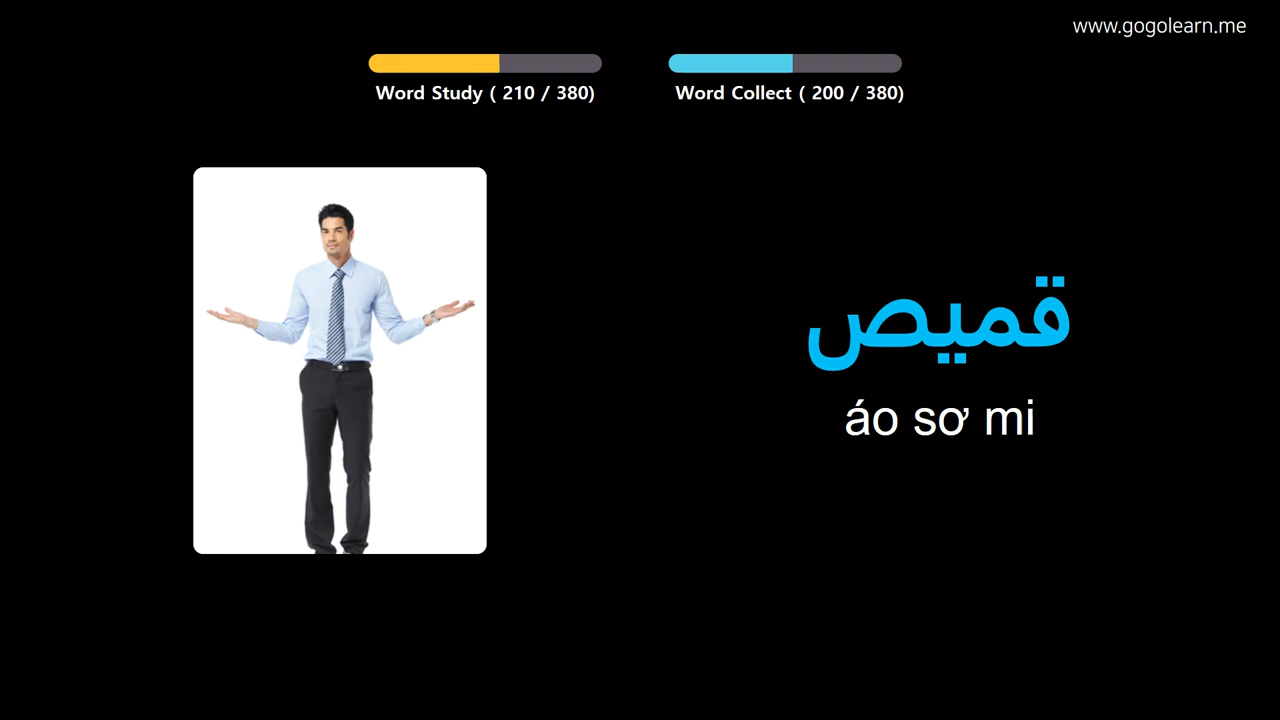 www.gogolearn.me
Word Study ( 210 / 380)
Word Collect ( 200 / 380)
قميص
áo sơ mi